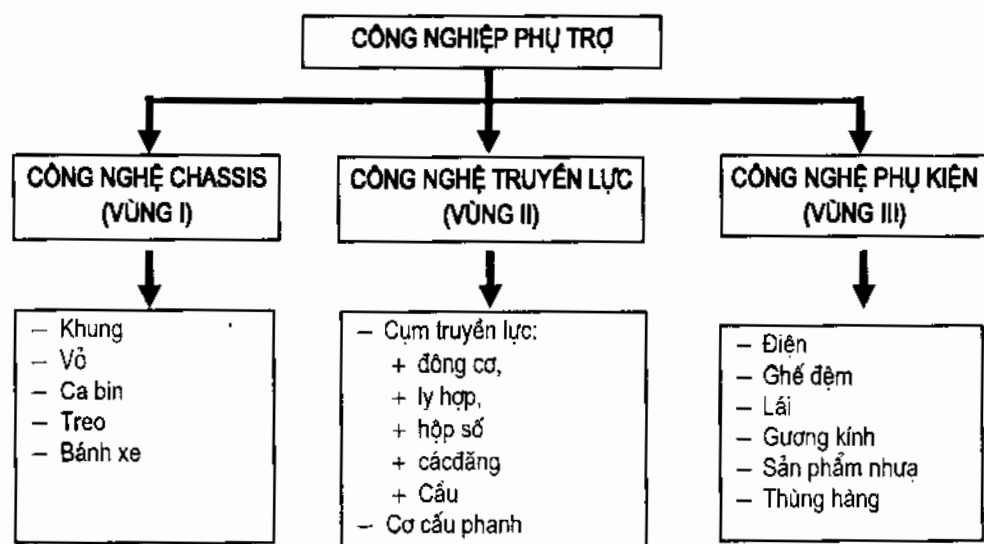 CÔNG NGHIỆP PHỤ TRỢ
CÔNG NGHỆ CHASSIS
(VÙNG I)
CÔNG NGHỆ TRUYỀN LỰC
(VÙNG II)
CÔNG NGHỆ PHỤ KIỆN
(VÙNG III)
– Khung
– Vỏ
– Ca bin
– Treo
– Bánh xe
– Cụm truyền lực:
+ đông cơ,
+ ly hợp,
+ hộp số
+ cácđăng
+ Cầu
– Cơ cấu phanh
– Điện
– Ghế đệm
– Lái
– Gương kính
– Sản phẩm nhưạ
– Thùng hàng